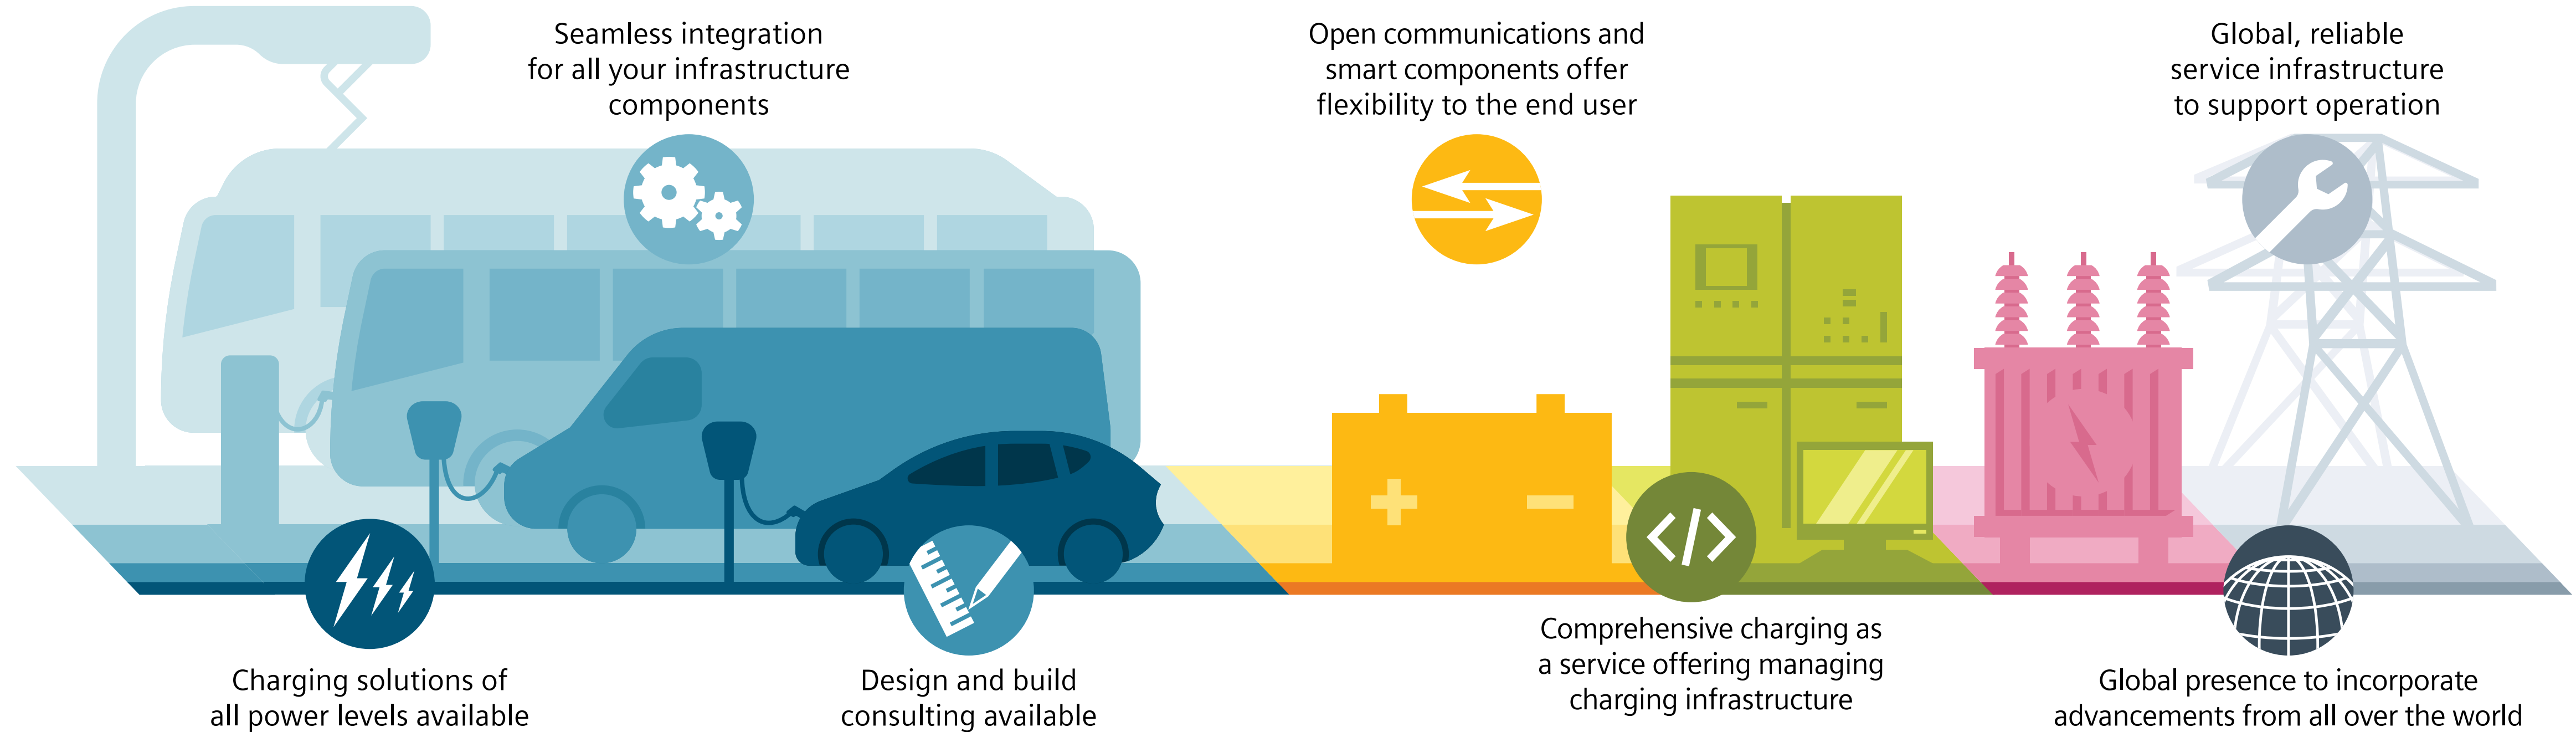 Seamless integration
for all your infrastructure
components
Open communications and
smart components offer
flexibility to the end user
Global, reliable
service infrastructure
to support operation
Charging solutions of
all power levels available
Design and build
consulting available
Comprehensive charging as
a service offering managing
charging infrastructure
Global presence to incorporate
advancements from all over the world